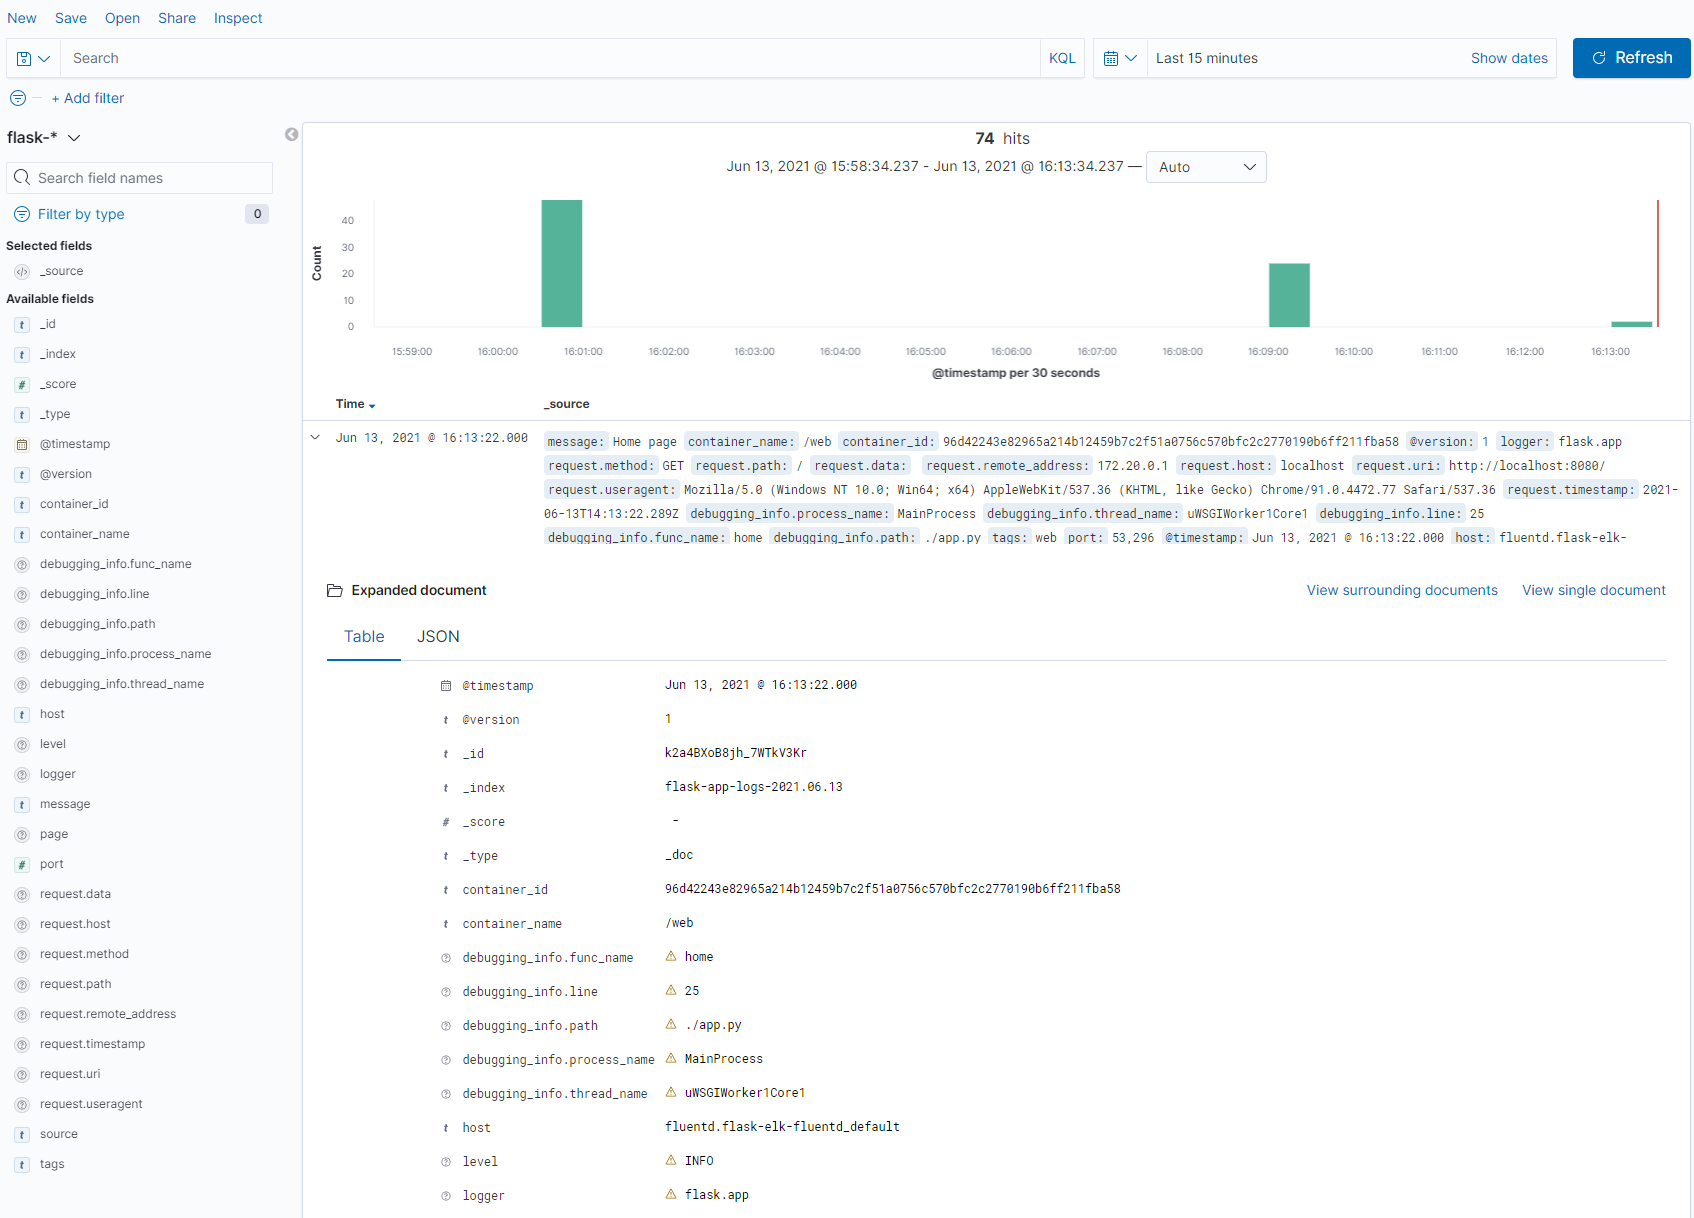 New Save Open Share Inspect
Search KQL Last 15 minutes Show dates Refresh
+ Add filter
flask-*
Search field names
Filter by type 0
Selected fields
_source
Available fields
_id
_index
_score
_type
@timestamp
@version
container_id
container_name
debugging_info.func_name
debugging_info.line
debugging_info.path
debugging_info.process_name
debugging_info.thread_name
host
level
logger
message
page
port
request.data
request.host
request.method
request.path
request.remote_address
request.timestamp
request.uri
request.useragent
source
tags
74 hits
Jun 13, 2021 @ 15:58:34.237 - Jun 13, 2021 @ 16:13:34.237 — Auto
Count
40
30
20
10
0
15:59:00 16:00:00 16:01:00 16:02:00 16:03:00 16:04:00 16:05:00 16:06:00 16:07:00 16:08:00 16:09:00 16:10:00 16:11:00 16:12:00 16:13:00
@timestamp per 30 seconds
Time _source
Jun 13, 2021 @ 16:13:22.000 message: Home page container_name: /web container_id: 96d42243e82965a214b12459b7c2f51a0756c570bfc2c2770190b6ff211fba58 @version: 1 logger: flask.app
request.method: GET request.path: / request.data: request.remote_address: 172.20.0.1 request.host: localhost request.uri: http://localhost:8080/
request.useragent: Mozilla/5.0 (Windows NT 10.0; Win64; x64) AppleWebKit/537.36 (KHTML, like Gecko) Chrome/91.0.4472.77 Safari/537.36 request.timestamp: 2021-
06-13T14:13:22.289Z debugging_info.process_name: MainProcess debugging_info.thread_name: uWSGIWorker1Core1 debugging_info.line: 25
debugging_info.func_name: home debugging_info.path: ./app.py tags: web port: 53,296 @timestamp: Jun 13, 2021 @ 16:13:22.000 host: fluentd.flask-elk-
Expanded document View surrounding documents View single document
Table JSON
@timestamp Jun 13, 2021 @ 16:13:22.000
t @version 1
t _id k2a4BXoB8jh_7WTkV3Kr
t _index flask-app-logs-2021.06.13
# _score -
t _type _doc
t container_id 96d42243e82965a214b12459b7c2f51a0756c570bfc2c2770190b6ff211fba58
t container_name /web
debugging_info.func_name home
debugging_info.line 25
debugging_info.path ./app.py
debugging_info.process_name MainProcess
debugging_info.thread_name uWSGIWorker1Core1
t host fluentd.flask-elk-fluentd_default
level INFO
logger flask.app